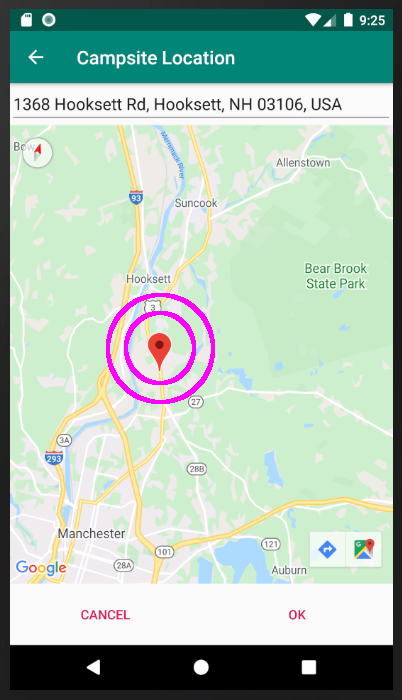 9:25
Campsite Location
1368 Hooksett Rd, Hooksett, NH 03106, USA
Merrimack River
Allenstown
93
Suncook
Bear Brook
State Park
Hooksett
3
27
3A
293
28B
Manchester
101
121
28A
Google
Auburn
CANCEL
OK